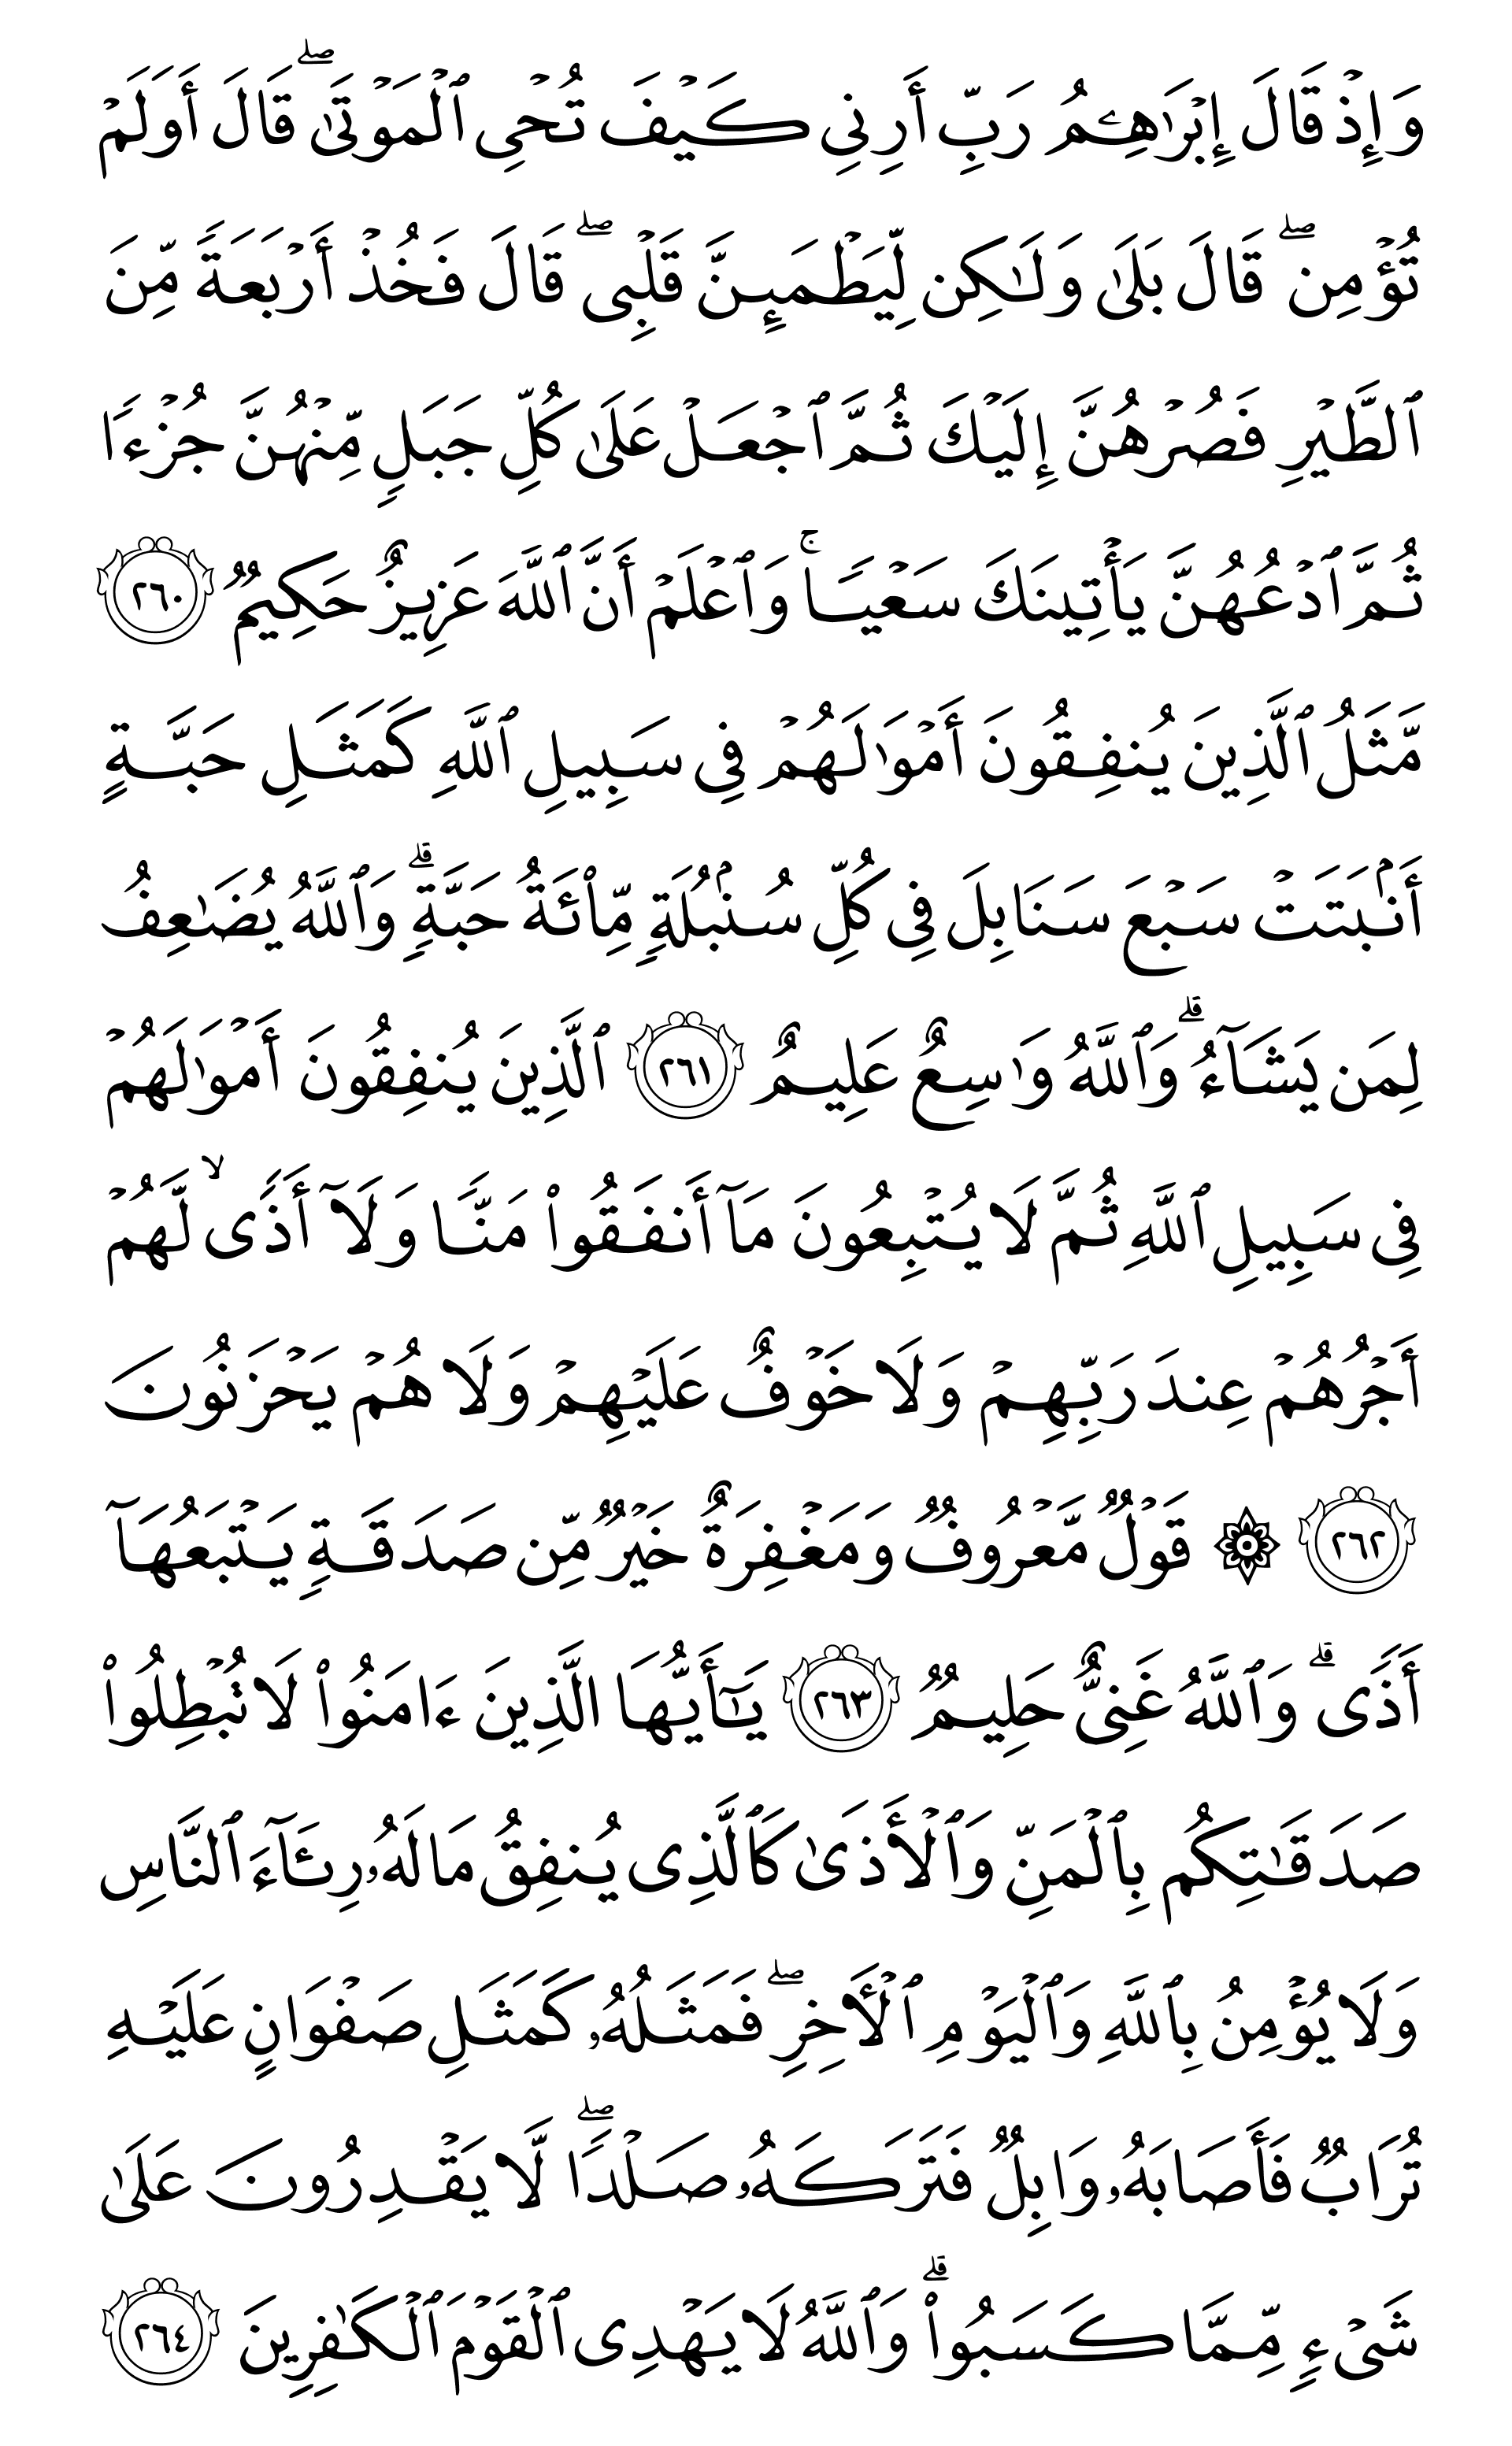 وَإِذۡ قَالَ إِبۡرَٰهِـۧمُ رَبِّ أَرِنِي كَيۡفَ تُحۡيِ ٱلۡمَوۡتَىٰۖ قَالَ أَوَلَمۡ
تُؤۡمِنۖ قَالَ بَلَىٰ وَلَٰكِن لِّيَطۡمَئِنَّ قَلۡبِيۖ قَالَ فَخُذۡ أَرۡبَعَةٗ مِّنَ
ٱلطَّيۡرِ فَصُرۡهُنَّ إِلَيۡكَ ثُمَّ ٱجۡعَلۡ عَلَىٰ كُلِّ جَبَلٖ مِّنۡهُنَّ جُزۡءٗا
ثُمَّ ٱدۡعُهُنَّ يَأۡتِينَكَ سَعۡيٗاۚ وَٱعۡلَمۡ أَنَّ ٱللَّهَ عَزِيزٌ حَكِيمٞ ٢٦٠
مَّثَلُ ٱلَّذِينَ يُنفِقُونَ أَمۡوَٰلَهُمۡ فِي سَبِيلِ ٱللَّهِ كَمَثَلِ حَبَّةٍ
أَنۢبَتَتۡ سَبۡعَ سَنَابِلَ فِي كُلِّ سُنۢبُلَةٖ مِّاْئَةُ حَبَّةٖۗ وَٱللَّهُ يُضَٰعِفُ
لِمَن يَشَآءُۗ وَٱللَّهُ وَٰسِعٌ عَلِيمٌ ٢٦١ ٱلَّذِينَ يُنفِقُونَ أَمۡوَٰلَهُمۡ
فِي سَبِيلِ ٱللَّهِ ثُمَّ لَا يُتۡبِعُونَ مَآ أَنفَقُواْ مَنّٗا وَلَآ أَذٗى لَّهُمۡ
أَجۡرُهُمۡ عِندَ رَبِّهِمۡ وَلَا خَوۡفٌ عَلَيۡهِمۡ وَلَا هُمۡ يَحۡزَنُونَ
٢٦٢ ۞ قَوۡلٞ مَّعۡرُوفٞ وَمَغۡفِرَةٌ خَيۡرٞ مِّن صَدَقَةٖ يَتۡبَعُهَآ
أَذٗىۗ وَٱللَّهُ غَنِيٌّ حَلِيمٞ ٢٦٣ يَٰٓأَيُّهَا ٱلَّذِينَ ءَامَنُواْ لَا تُبۡطِلُواْ
صَدَقَٰتِكُم بِٱلۡمَنِّ وَٱلۡأَذَىٰ كَٱلَّذِي يُنفِقُ مَالَهُۥ رِئَآءَ ٱلنَّاسِ
وَلَا يُؤۡمِنُ بِٱللَّهِ وَٱلۡيَوۡمِ ٱلۡأٓخِرِۖ فَمَثَلُهُۥ كَمَثَلِ صَفۡوَانٍ عَلَيۡهِ
تُرَابٞ فَأَصَابَهُۥ وَابِلٞ فَتَرَكَهُۥ صَلۡدٗاۖ لَّا يَقۡدِرُونَ عَلَىٰ
شَيۡءٖ مِّمَّا كَسَبُواْۗ وَٱللَّهُ لَا يَهۡدِي ٱلۡقَوۡمَ ٱلۡكَٰفِرِينَ ٢٦٤